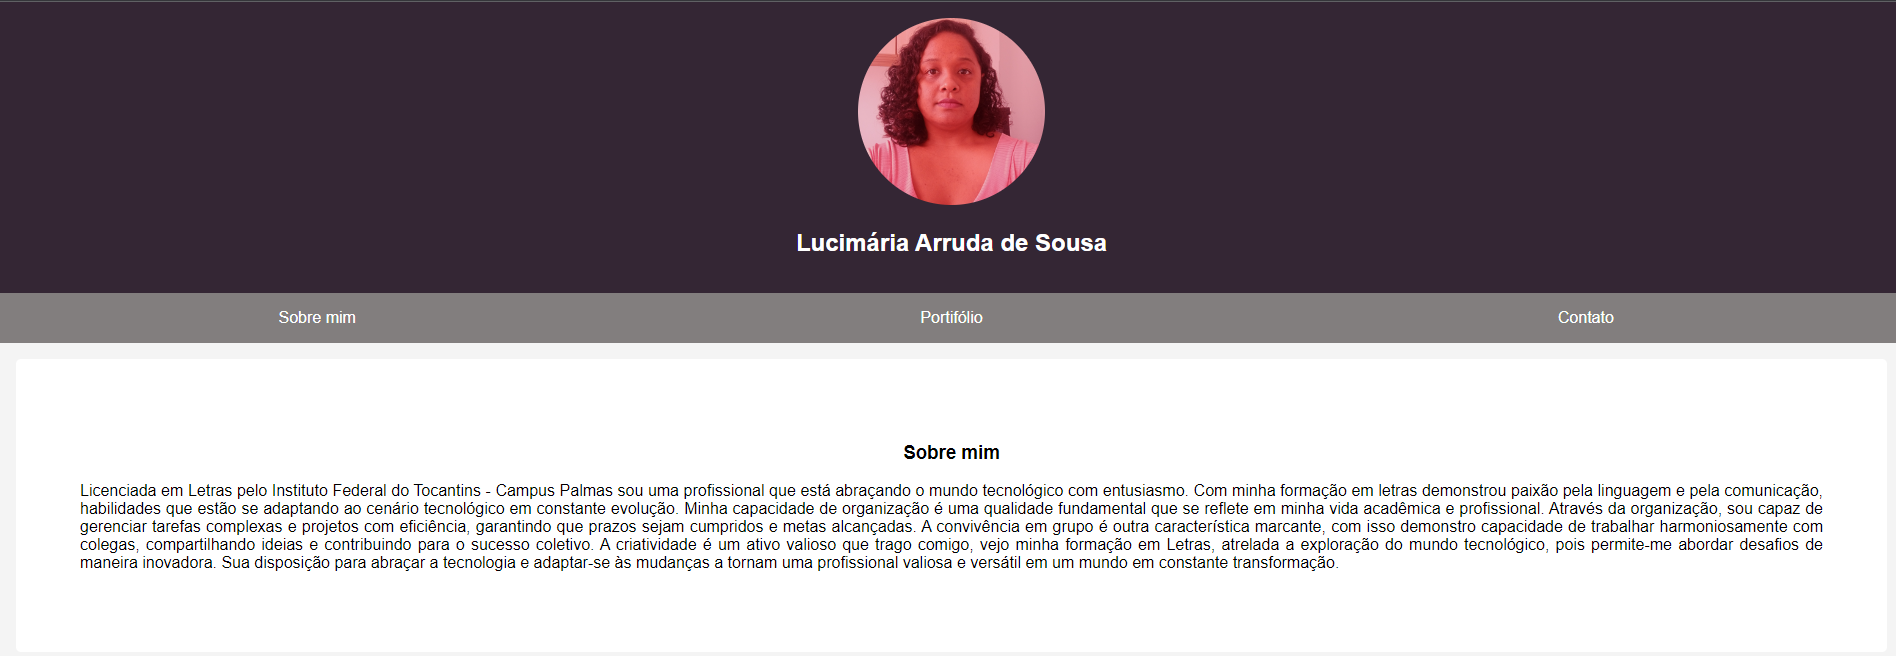 Lucimária Arruda de Sousa
Sobre mim
Portifólio
Contato
Sobre mim
Licenciada em Letras pelo Instituto Federal do Tocantins - Campus Palmas sou uma profissional que está abraçando o mundo tecnológico com entusiasmo. Com minha formação em letras demonstrou paixão pela linguagem e pela comunicação,
habilidades que estão se adaptando ao cenário tecnológico em constante evolução. Minha capacidade de organização é uma qualidade fundamental que se reflete em minha vida acadêmica e profissional. Através da organização, sou capaz de
gerenciar tarefas complexas e projetos com eficiência, garantindo que prazos sejam cumpridos e metas alcançadas. A convivência em grupo é outra característica marcante, com isso demonstro capacidade de trabalhar harmoniosamente com
colegas, compartilhando ideias e contribuindo para o sucesso coletivo. A criatividade é um ativo valioso que trago comigo, vejo minha formação em Letras, atrelada a exploração do mundo tecnológico, pois permite-me abordar desafios de
maneira inovadora. Sua disposição para abraçar a tecnologia e adaptar-se às mudanças a tornam uma profissional valiosa e versátil em um mundo em constante transformação.